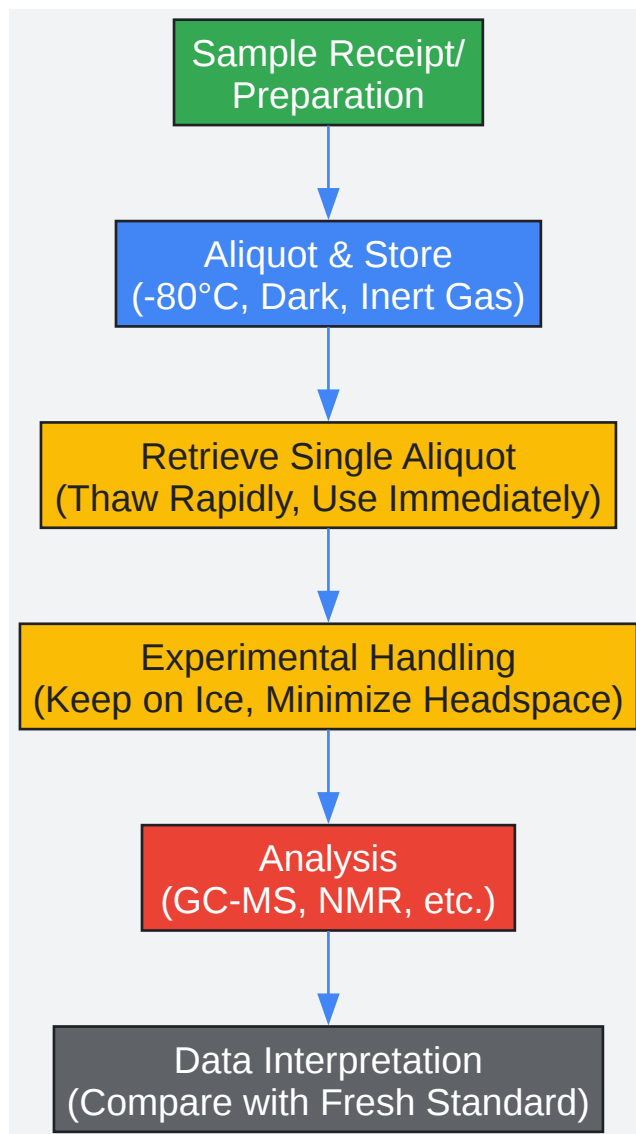 Sample Receipt/
Preparation
Aliquot & Store
(-80°C, Dark, Inert Gas)
Retrieve Single Aliquot
(Thaw Rapidly, Use Immediately)
Experimental Handling
(Keep on Ice, Minimize Headspace)
Analysis
(GC-MS, NMR, etc.)
Data Interpretation
(Compare with Fresh Standard)